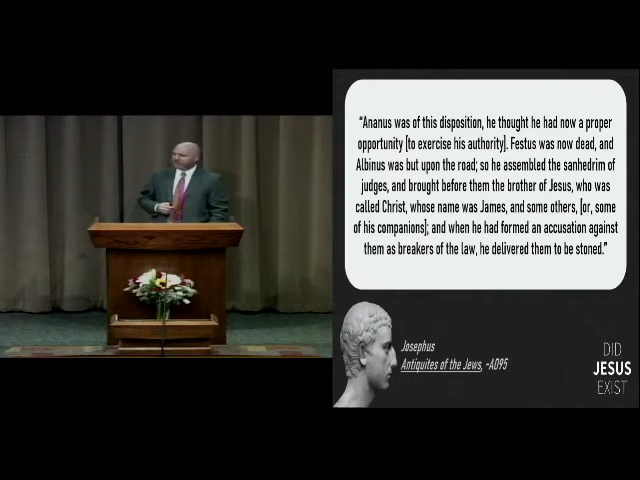 “Ananus was of this disposition, he thought he had now a proper
opportunity [to exercise his authority]. Festus was now dead, and
Albinus was but upon the road; so he assembled the sanhedrim of
judges, and brought before them the brother of Jesus, who was
called Christ, whose name was James, and some others, [or, some
of his companions]; and when he had formed an accusation against
them as breakers of the law, he delivered them to be stoned.”
Josephus
Antiquites of the Jews, ~AD95
DID
JESUS
EXIST